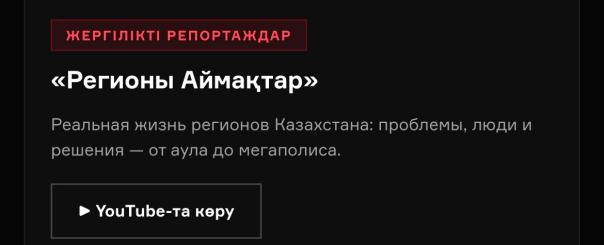 ЖЕРГІЛІКТІ РЕПОРТАЖДАР
«Регионы Аймақтар»
Реальная жизнь регионов Казахстана: проблемы, люди и
решения — от аула до мегаполиса.
▶ YouTube-та көру